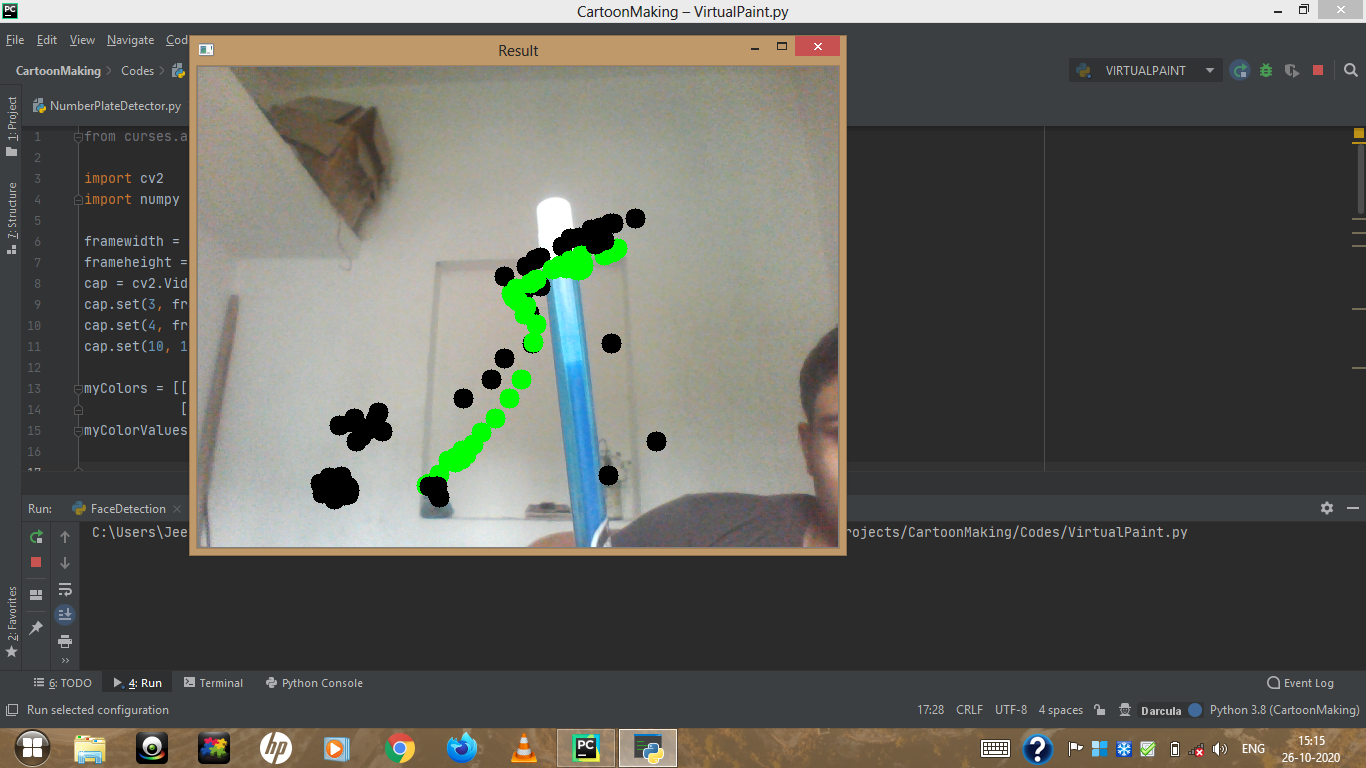 CartoonMaking – VirtualPaint.py
File Edit View Navigate Cod
Result
CartoonMaking Codes
VIRTUALPAINT
NumberPlateDetector.py
1: Project
7: Structure
2: Favorites
1 from curses.a
2
3 import cv2
4 import numpy
5
6 framewidth =
7 frameheight =
8 cap = cv2.Vid
9 cap.set(3, fr
10 cap.set(4, fr
11 cap.set(10, 1
12
13 myColors = [[
14 [
15 myColorValues
16
17
Run: FaceDetection
C:\Users\Jee rojects/CartoonMaking/Codes/VirtualPaint.py
6: TODO 4: Run Terminal Python Console Event Log
Run selected configuration 17:28 CRLF UTF-8 4 spaces Darcula Python 3.8 (CartoonMaking)
ENG 15:15
26-10-2020